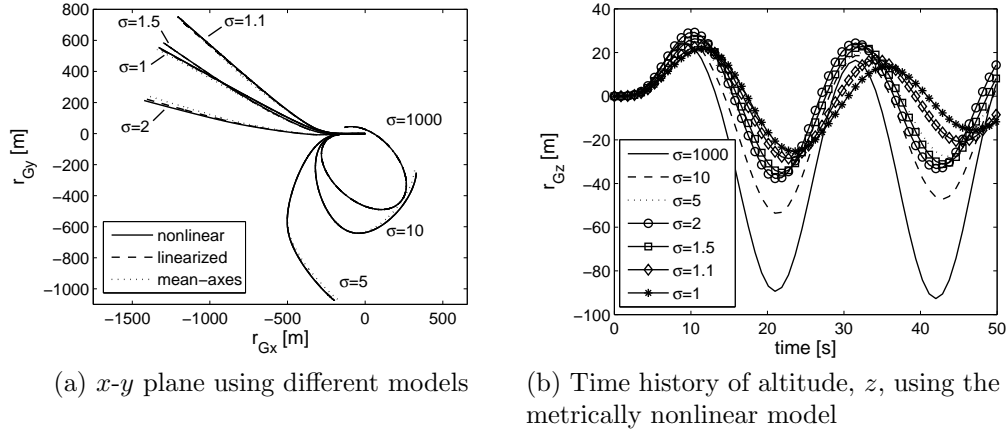 800
600
400
200
0
−200
−400
−600
−800
−1000
r_Gy [m]
σ=1.5
σ=1.1
σ=1
σ=2
σ=1000
σ=10
σ=5
nonlinear
linearized
mean−axes
−1500 −1000 −500 0 500
r_Gx [m]
(a) x-y plane using different models
40
20
0
−20
−40
−60
−80
−100
r_Gz [m]
σ=1000
σ=10
σ=5
σ=2
σ=1.5
σ=1.1
σ=1
0 10 20 30 40 50
time [s]
(b) Time history of altitude, z, using the
metrically nonlinear model